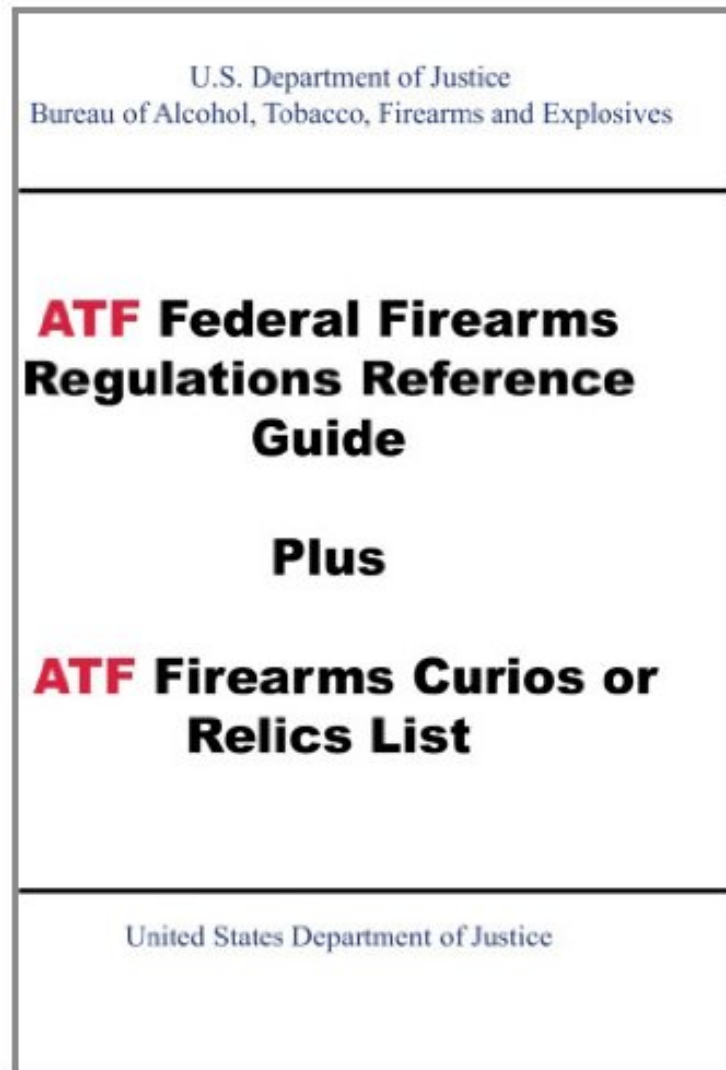 U.S. Department of Justice
Bureau of Alcohol, Tobacco, Firearms and Explosives
ATF Federal Firearms
Regulations Reference
Guide
Plus
ATF Firearms Curios or
Relics List
United States Department of Justice